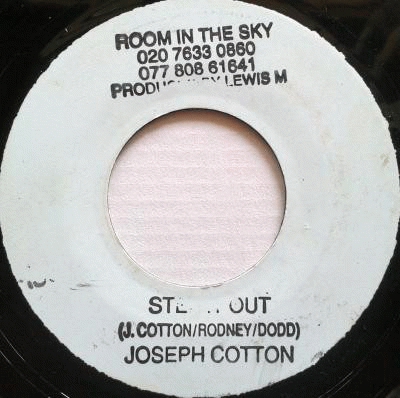 ROOM IN THE SKY
020 7633 0860
077 808 61641
LEWIS M
OUT
(J. COTTON/RODNEY/DODD)
JOSEPH COTTON